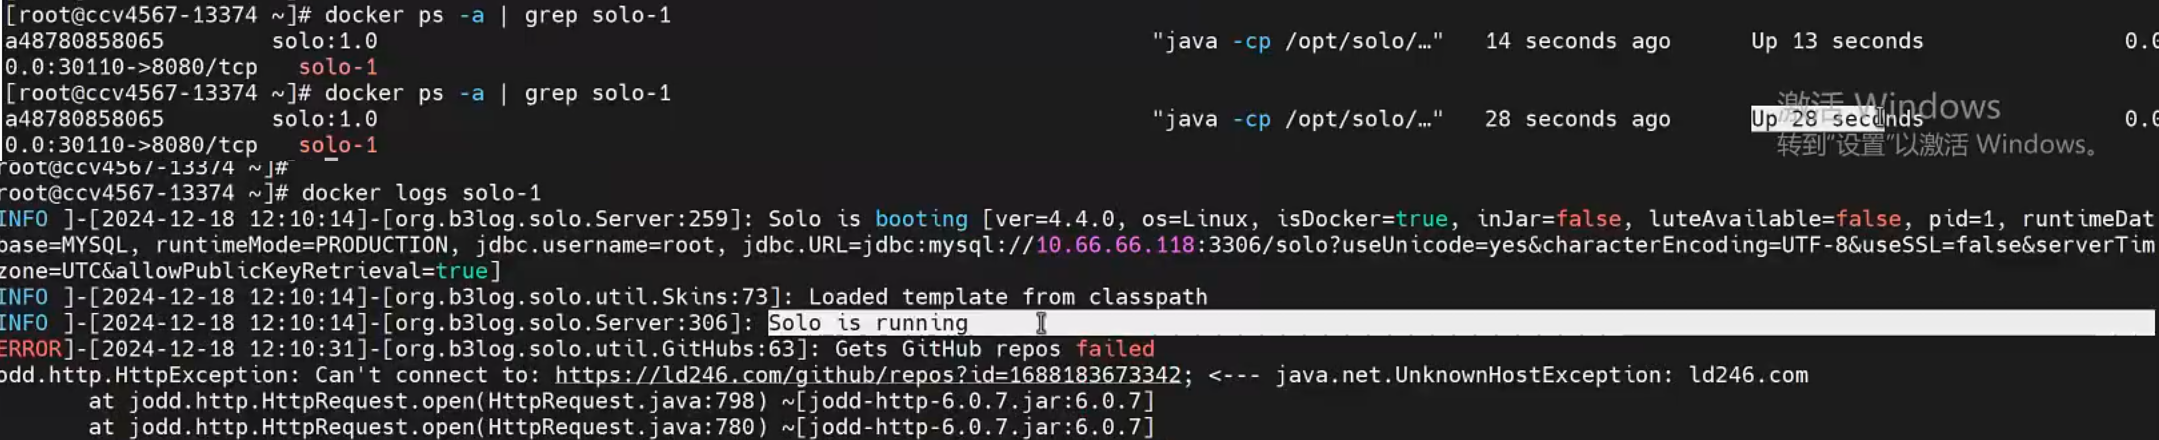 [root@ccv4567-13374 ~]# docker ps -a | grep solo-1
a48780858065        solo:1.0        "java -cp /opt/solo/…"   14 seconds ago      Up 13 seconds               0.0
0.0:30110->8080/tcp   solo-1
[root@ccv4567-13374 ~]# docker ps -a | grep solo-1
a48780858065        solo:1.0        "java -cp /opt/solo/…"   28 seconds ago      Up 28 seconds               0.0
激活 Windows
0.0:30110->8080/tcp   solo-1
转到“设置”以激活 Windows。
root@ccv4567-13374 ~]#
root@ccv4567-13374 ~]# docker logs solo-1
INFO ]-[2024-12-18 12:10:14]-[org.b3log.solo.Server:259]: Solo is booting [ver=4.4.0, os=Linux, isDocker=true, inJar=false, luteAvailable=false, pid=1, runtimeDat
base=MYSQL, runtimeMode=PRODUCTION, jdbc.username=root, jdbc.URL=jdbc:mysql://10.66.66.118:3306/solo?useUnicode=yes&characterEncoding=UTF-8&useSSL=false&serverTim
zone=UTC&allowPublicKeyRetrieval=true]
INFO ]-[2024-12-18 12:10:14]-[org.b3log.solo.util.Skins:73]: Loaded template from classpath
INFO ]-[2024-12-18 12:10:14]-[org.b3log.solo.Server:306]: Solo is running
ERROR]-[2024-12-18 12:10:31]-[org.b3log.solo.util.GitHubs:63]: Gets GitHub repos failed
odd.http.HttpException: Can't connect to: https://ld246.com/github/repos?id=1688183673342; <--- java.net.UnknownHostException: ld246.com
at jodd.http.HttpRequest.open(HttpRequest.java:798) ~[jodd-http-6.0.7.jar:6.0.7]
at jodd.http.HttpRequest.open(HttpRequest.java:780) ~[jodd-http-6.0.7.jar:6.0.7]